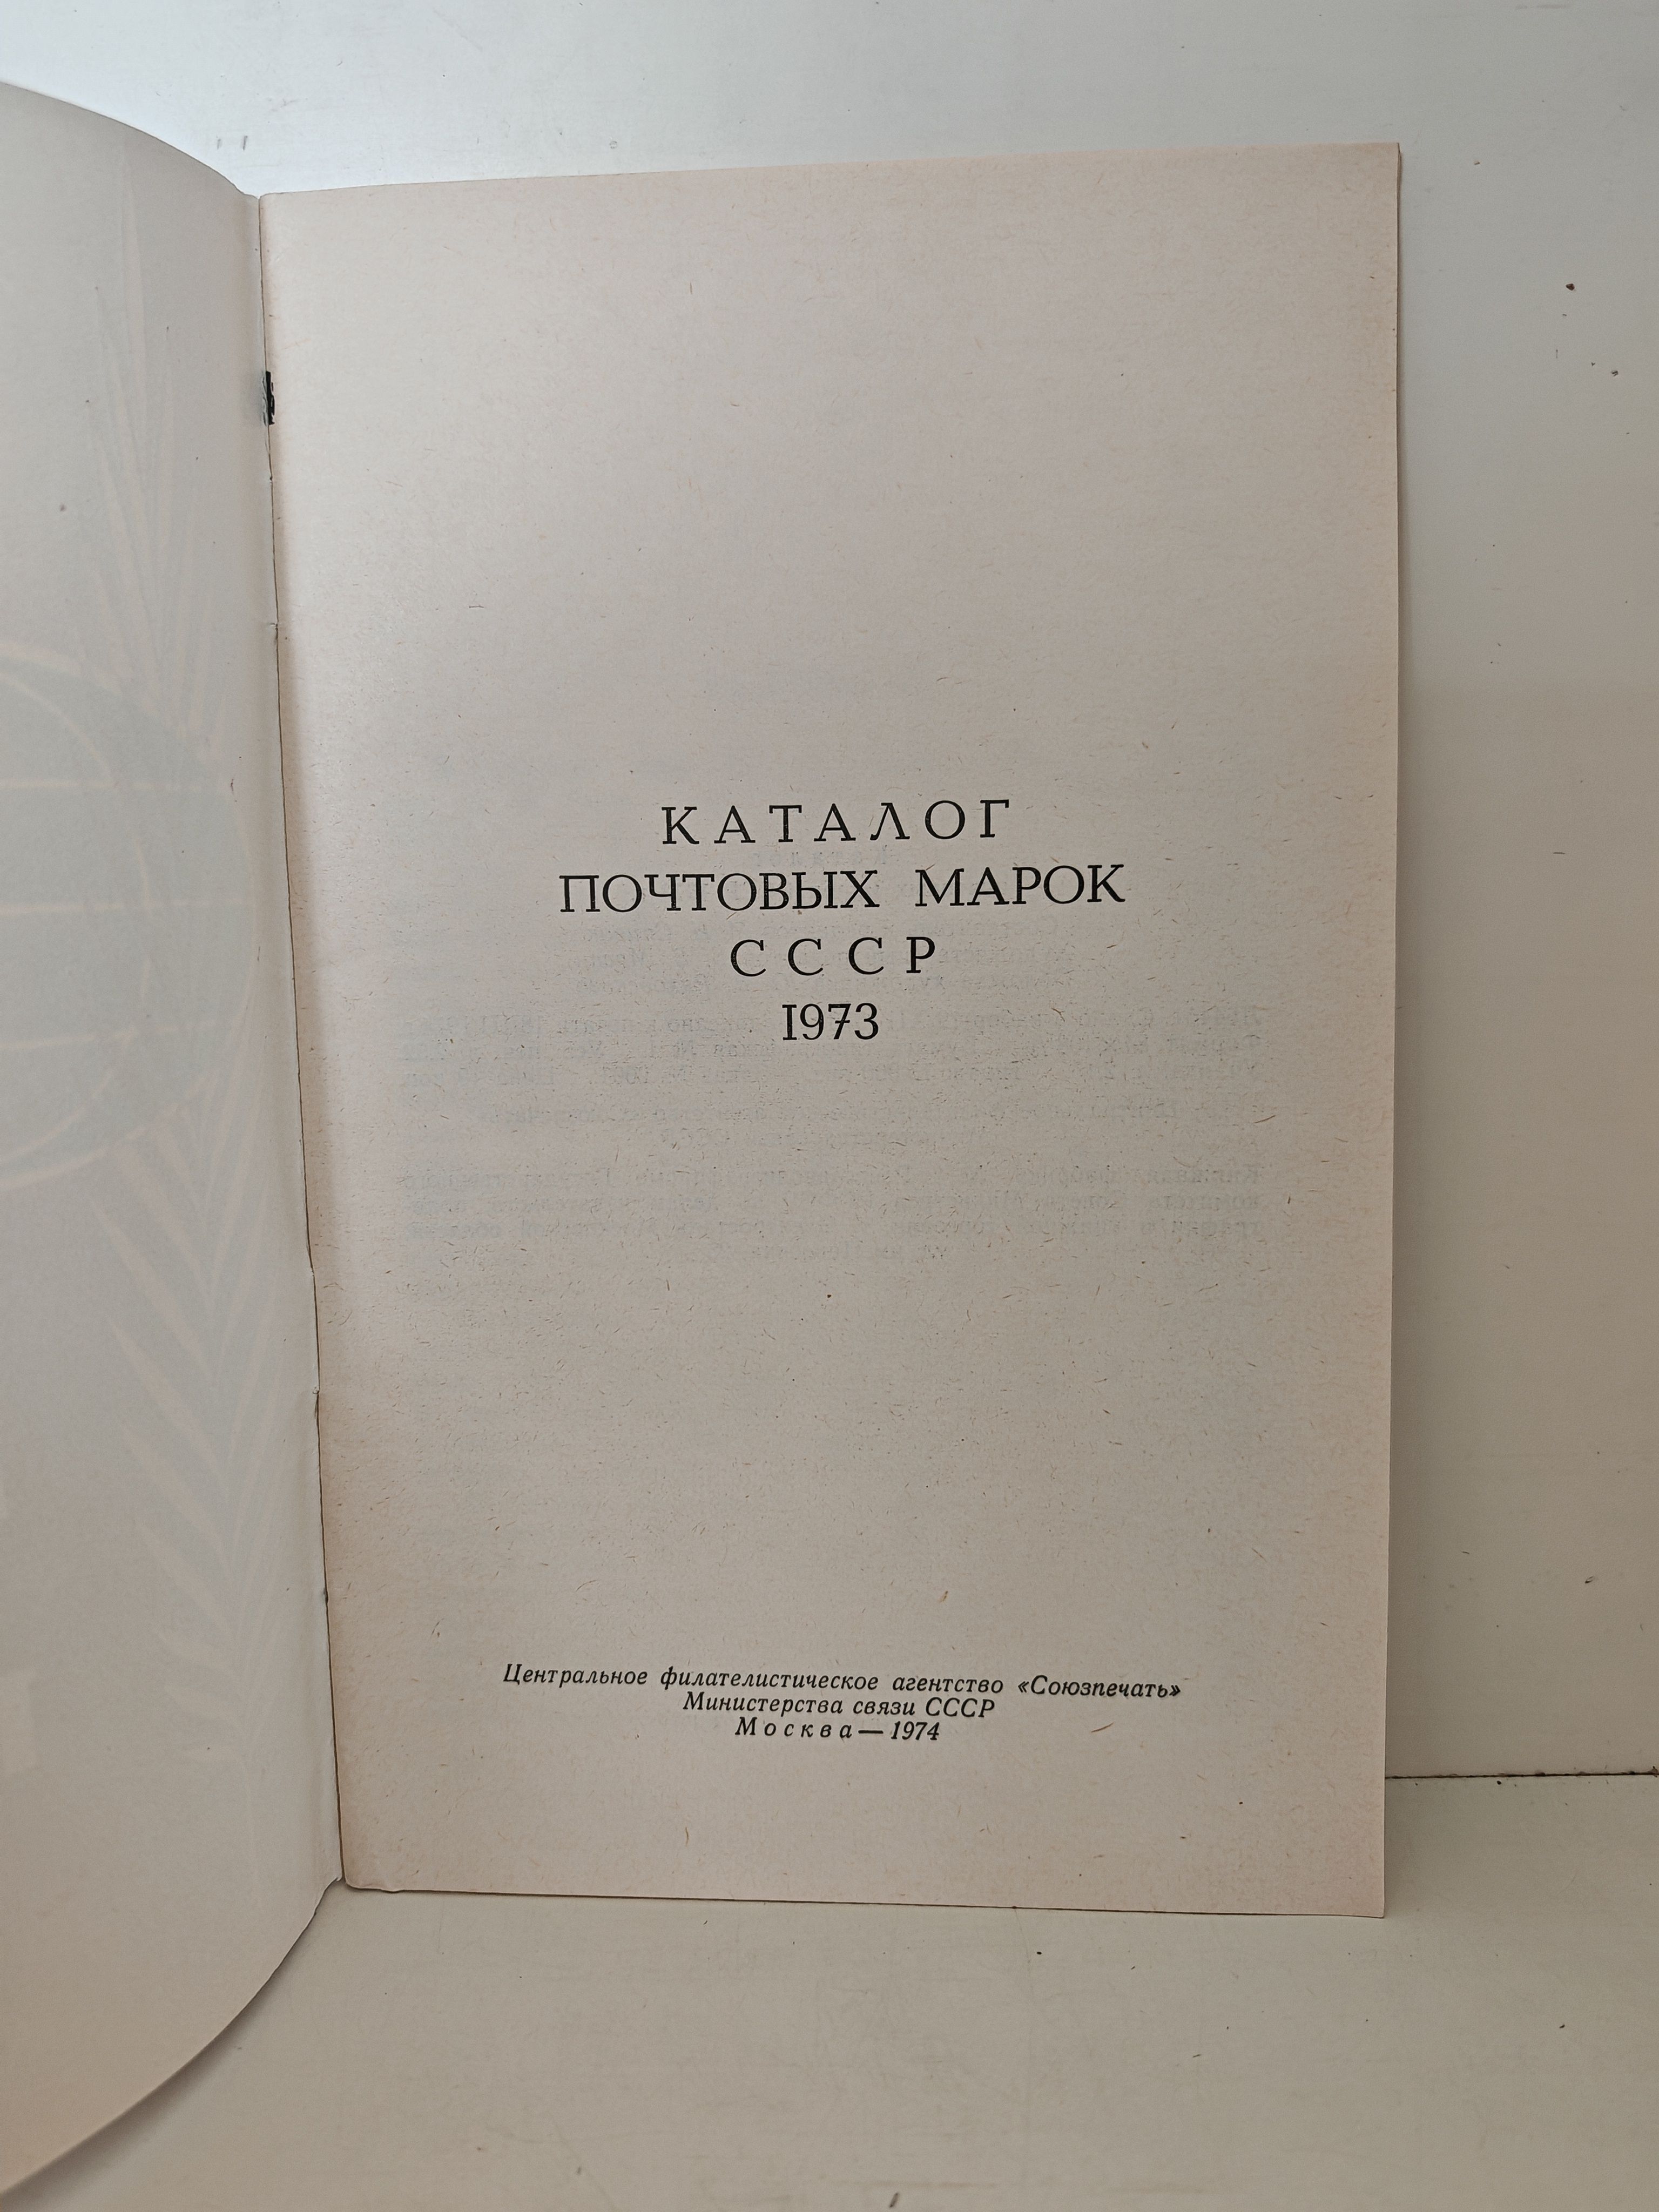 КАТАЛОГ
ПОЧТОВЫХ МАРОК
СССР
1973
Центральное филателистическое агентство «Союзпечать»
Министерства связи СССР
Москва — 1974